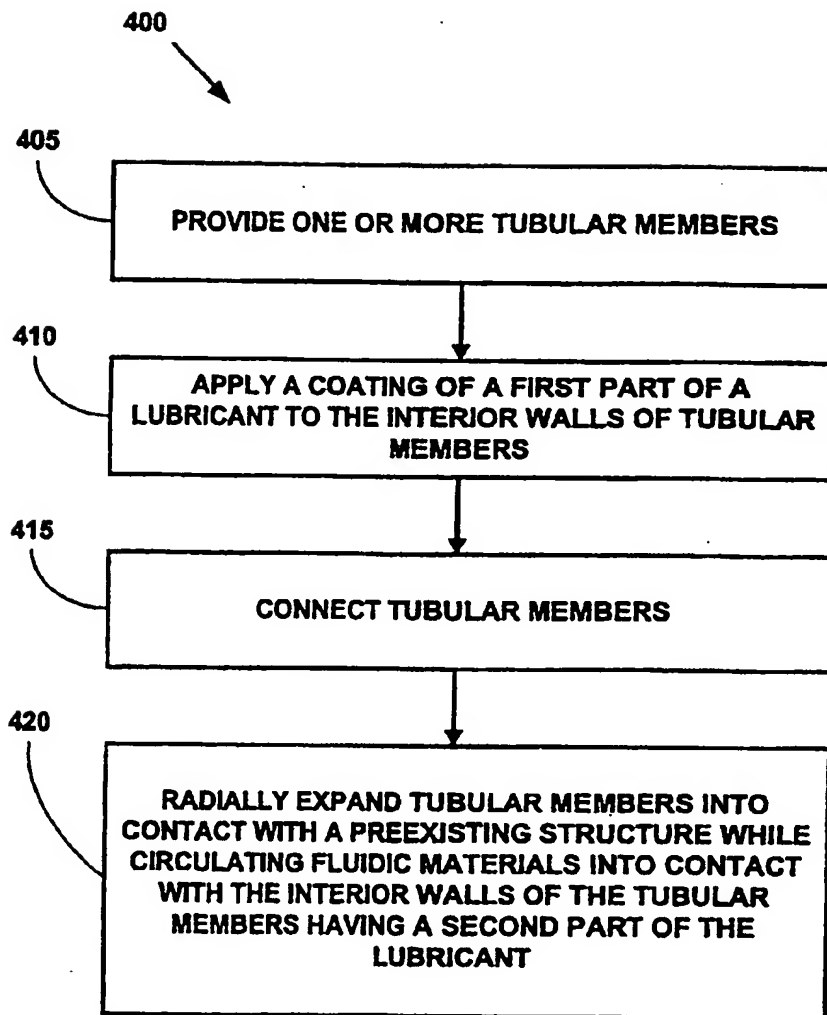 400
405
PROVIDE ONE OR MORE TUBULAR MEMBERS
410
APPLY A COATING OF A FIRST PART OF A
LUBRICANT TO THE INTERIOR WALLS OF TUBULAR
MEMBERS
415
CONNECT TUBULAR MEMBERS
420
RADIALLY EXPAND TUBULAR MEMBERS INTO
CONTACT WITH A PREEXISTING STRUCTURE WHILE
CIRCULATING FLUIDIC MATERIALS INTO CONTACT
WITH THE INTERIOR WALLS OF THE TUBULAR
MEMBERS HAVING A SECOND PART OF THE
LUBRICANT